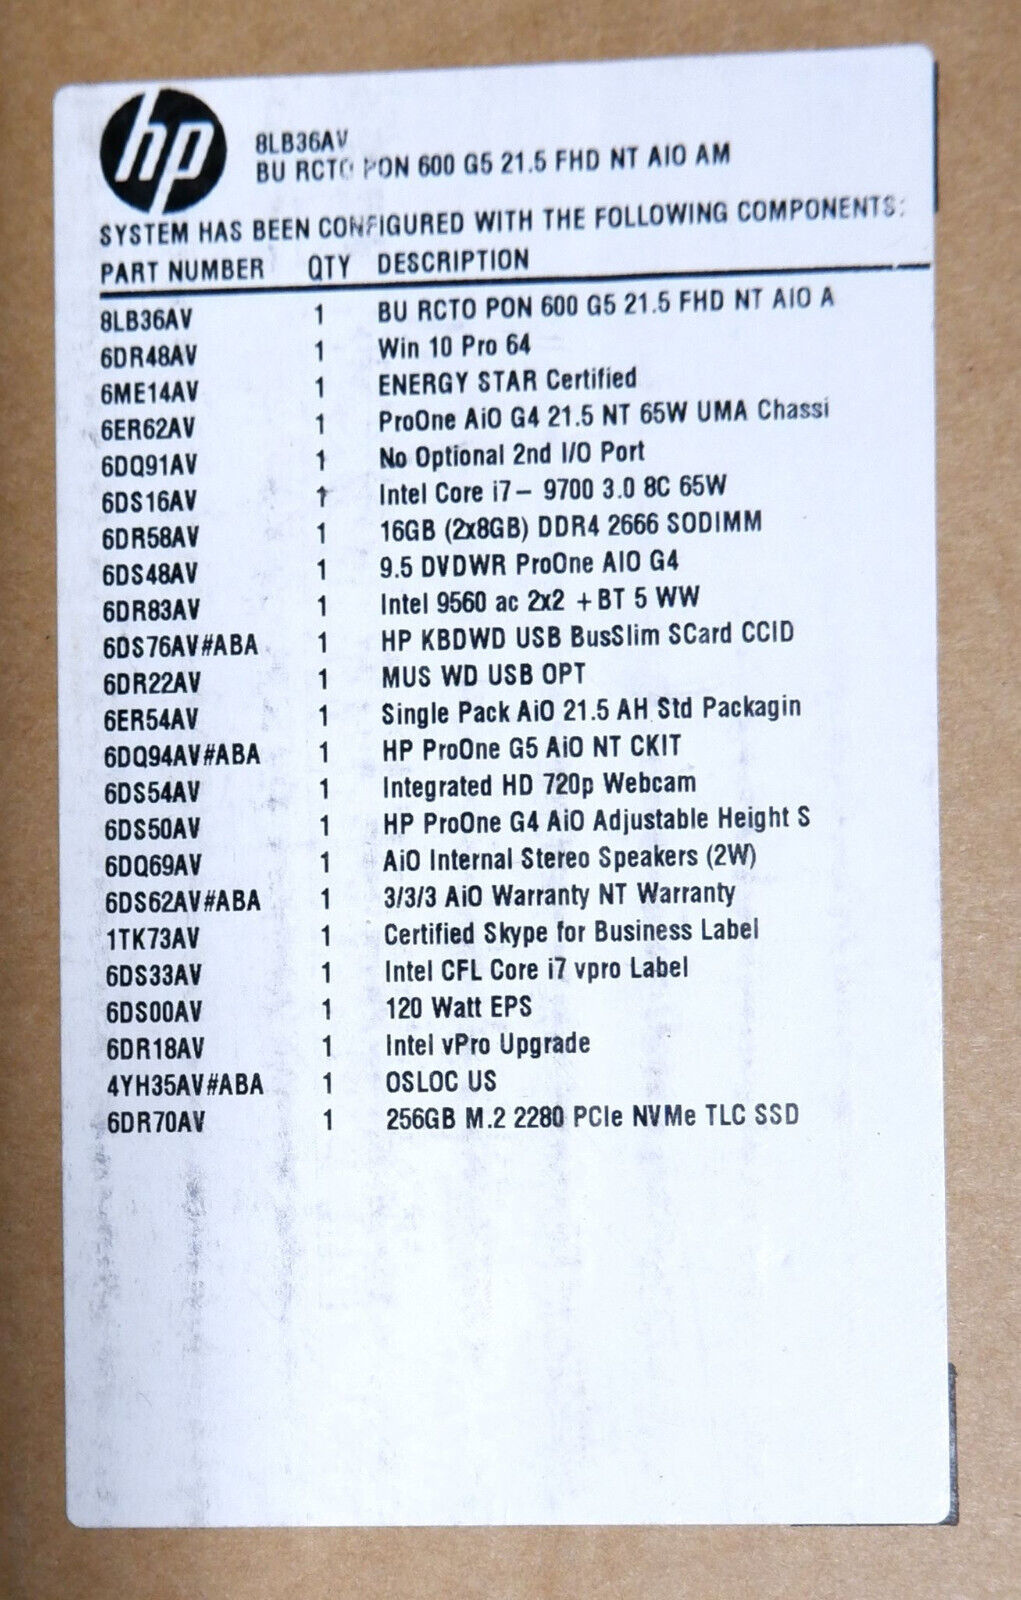 hp
8LB36AV
BU RCTO PON 600 G5 21.5 FHD NT AIO AM
SYSTEM HAS BEEN CONFIGURED WITH THE FOLLOWING COMPONENTS:
PART NUMBER QTY DESCRIPTION
8LB36AV 1 BU RCTO PON 600 G5 21.5 FHD NT AIO A
6DR48AV 1 Win 10 Pro 64
6ME14AV 1 ENERGY STAR Certified
6ER62AV 1 ProOne AiO G4 21.5 NT 65W UMA Chassi
6DQ91AV 1 No Optional 2nd I/O Port
6DS16AV 1 Intel Core i7– 9700 3.0 8C 65W
6DR58AV 1 16GB (2x8GB) DDR4 2666 SODIMM
6DS48AV 1 9.5 DVDWR ProOne AIO G4
6DR83AV 1 Intel 9560 ac 2x2 +BT 5 WW
6DS76AV#ABA 1 HP KBDWD USB BusSlim SCard CCID
6DR22AV 1 MUS WD USB OPT
6ER54AV 1 Single Pack AiO 21.5 AH Std Packagin
6DQ94AV#ABA 1 HP ProOne G5 AiO NT CKIT
6DS54AV 1 Integrated HD 720p Webcam
6DS50AV 1 HP ProOne G4 AiO Adjustable Height S
6DQ69AV 1 AiO Internal Stereo Speakers (2W)
6DS62AV#ABA 1 3/3/3 AiO Warranty NT Warranty
1TK73AV 1 Certified Skype for Business Label
6DS33AV 1 Intel CFL Core i7 vpro Label
6DS00AV 1 120 Watt EPS
6DR18AV 1 Intel vPro Upgrade
4YH35AV#ABA 1 OSLOC US
6DR70AV 1 256GB M.2 2280 PCIe NVMe TLC SSD